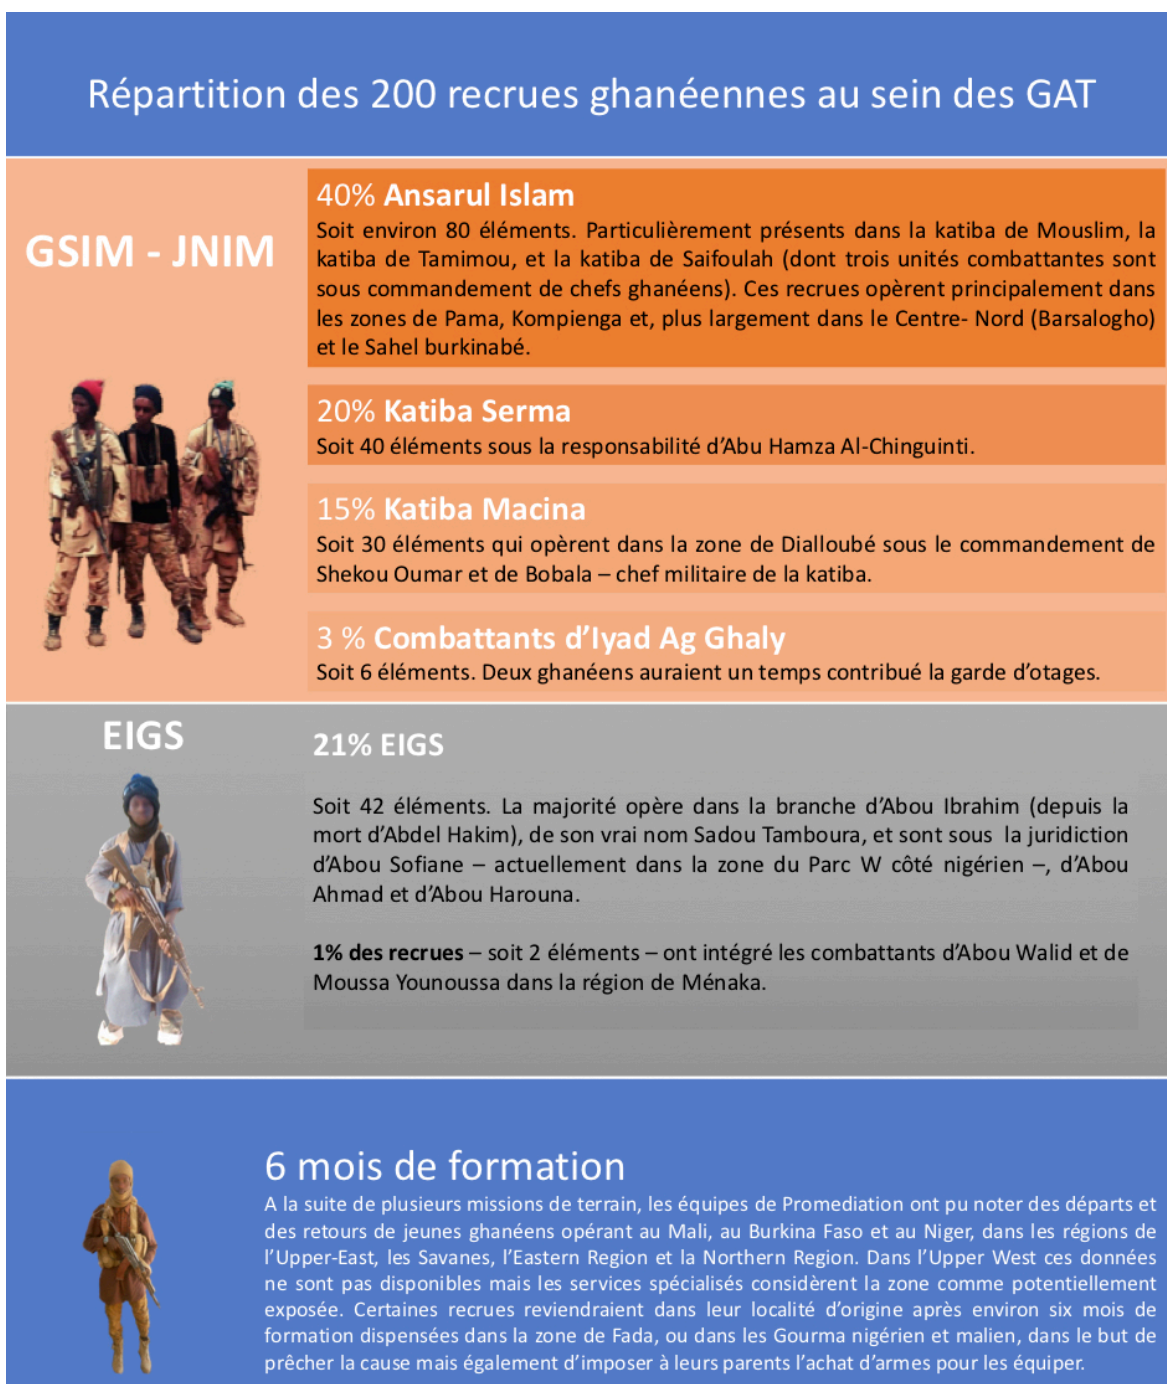 Répartition des 200 recrues ghanéennes au sein des GAT
GSIM - JNIM
40% Ansarul Islam
Soit environ 80 éléments. Particulièrement présents dans la katiba de Mouslim, la
katiba de Tamimou, et la katiba de Saifoulah (dont trois unités combattantes sont
sous commandement de chefs ghanéens). Ces recrues opèrent principalement dans
les zones de Pama, Kompienga et, plus largement dans le Centre- Nord (Barsalogho)
et le Sahel burkinabé.
20% Katiba Serma
Soit 40 éléments sous la responsabilité d’Abu Hamza Al-Chinguinti.
15% Katiba Macina
Soit 30 éléments qui opèrent dans la zone de Dialloubé sous le commandement de
Shekou Oumar et de Bobala – chef militaire de la katiba.
3 % Combattants d’Iyad Ag Ghaly
Soit 6 éléments. Deux ghanéens auraient un temps contribué la garde d’otages.
EIGS
21% EIGS
Soit 42 éléments. La majorité opère dans la branche d’Abou Ibrahim (depuis la
mort d’Abdel Hakim), de son vrai nom Sadou Tamboura, et sont sous la juridiction
d’Abou Sofiane – actuellement dans la zone du Parc W côté nigérien –, d’Abou
Ahmad et d’Abou Harouna.
1% des recrues – soit 2 éléments – ont intégré les combattants d’Abou Walid et de
Moussa Younoussa dans la région de Ménaka.
6 mois de formation
A la suite de plusieurs missions de terrain, les équipes de Promediation ont pu noter des départs et
des retours de jeunes ghanéens opérant au Mali, au Burkina Faso et au Niger, dans les régions de
l’Upper-East, les Savanes, l’Eastern Region et la Northern Region. Dans l’Upper West ces données
ne sont pas disponibles mais les services spécialisés considèrent la zone comme potentiellement
exposée. Certaines recrues reviendraient dans leur localité d’origine après environ six mois de
formation dispensées dans la zone de Fada, ou dans les Gourma nigérien et malien, dans le but de
prêcher la cause mais également d’imposer à leurs parents l’achat d’armes pour les équiper.